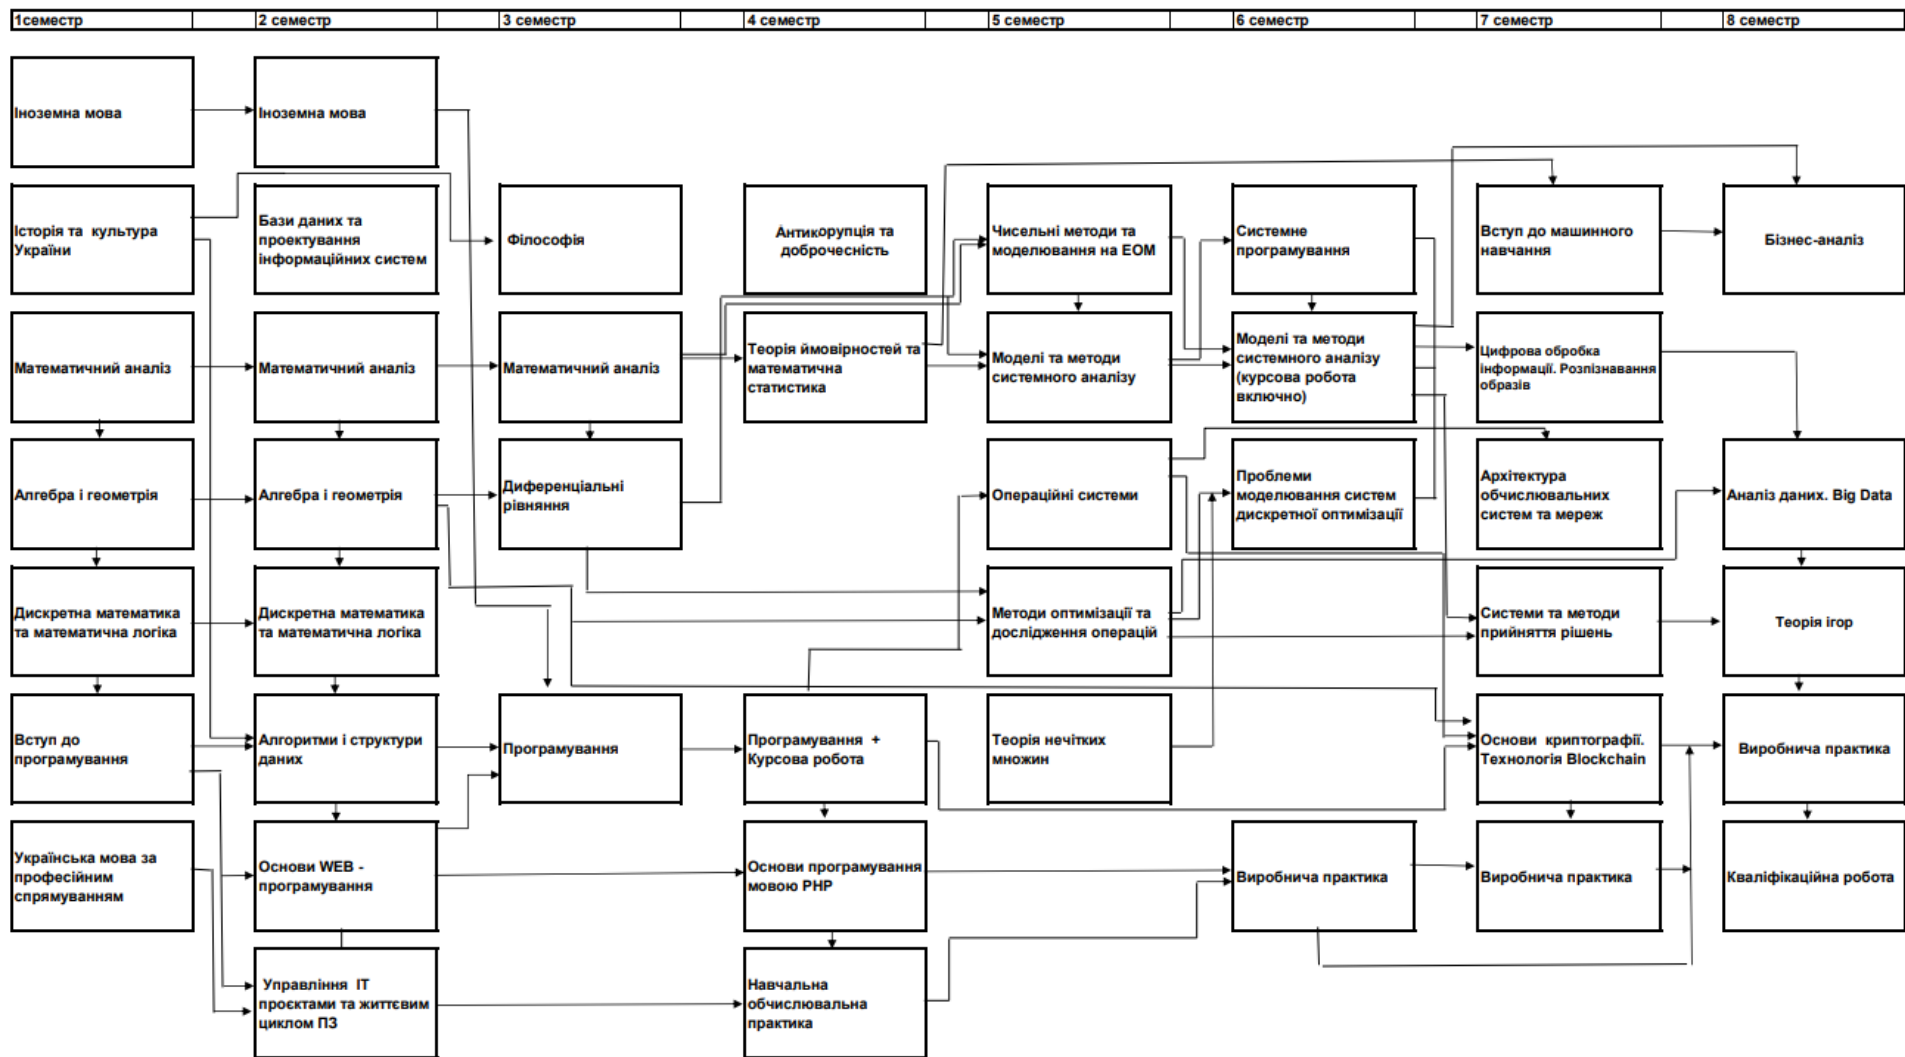 1семестр
2 семестр
3 семестр
4 семестр
5 семестр
6 семестр
7 семестр
8 семестр
Іноземна мова
Іноземна мова
Історія та культура
України
Бази даних та
проектування
інформаційних систем
Філософія
Антикорупція та
доброчесність
Чисельні методи та
моделювання на ЕОМ
Системне
програмування
Вступ до машинного
навчання
Бізнес-аналіз
Математичний аналіз
Математичний аналіз
Математичний аналіз
Теорія ймовірностей та
математична
статистика
Моделі та методи
системного аналізу
Моделі та методи
системного аналізу
(курсова робота
включно)
Цифрова обробка
інформації. Розпізнавання
образів
Алгебра і геометрія
Алгебра і геометрія
Диференціальні
рівняння
Операційні системи
Проблеми
моделювання систем
дискретної оптимізації
Архітектура
обчислювальних
систем та мереж
Аналіз даних. Big Data
Дискретна математика
та математична логіка
Дискретна математика
та математична логіка
Методи оптимізації та
дослідження операцій
Системи та методи
прийняття рішень
Теорія ігор
Вступ до
програмування
Алгоритми і структури
даних
Програмування
Програмування +
Курсова робота
Теорія нечітких
множин
Основи криптографії.
Технологія Blockchain
Виробнича практика
Українська мова за
професійним
спрямуванням
Основи WEB -
програмування
Основи програмування
мовою PHP
Виробнича практика
Виробнича практика
Кваліфікаційна робота
Управління ІТ
проєктами та життєвим
циклом ПЗ
Навчальна
обчислювальна
практика